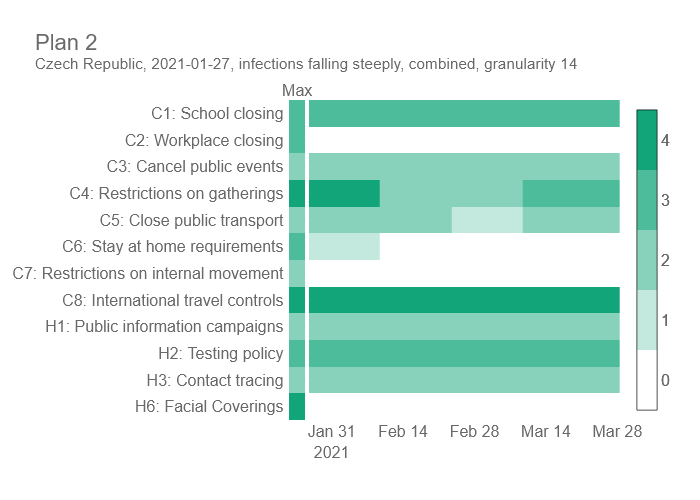 Plan 2
Czech Republic, 2021-01-27, infections falling steeply, combined, granularity 14
Max
C1: School closing
C2: Workplace closing
C3: Cancel public events
C4: Restrictions on gatherings
C5: Close public transport
C6: Stay at home requirements
C7: Restrictions on internal movement
C8: International travel controls
H1: Public information campaigns
H2: Testing policy
H3: Contact tracing
H6: Facial Coverings
4
3
2
1
0
Jan 31 Feb 14 Feb 28 Mar 14 Mar 28
2021